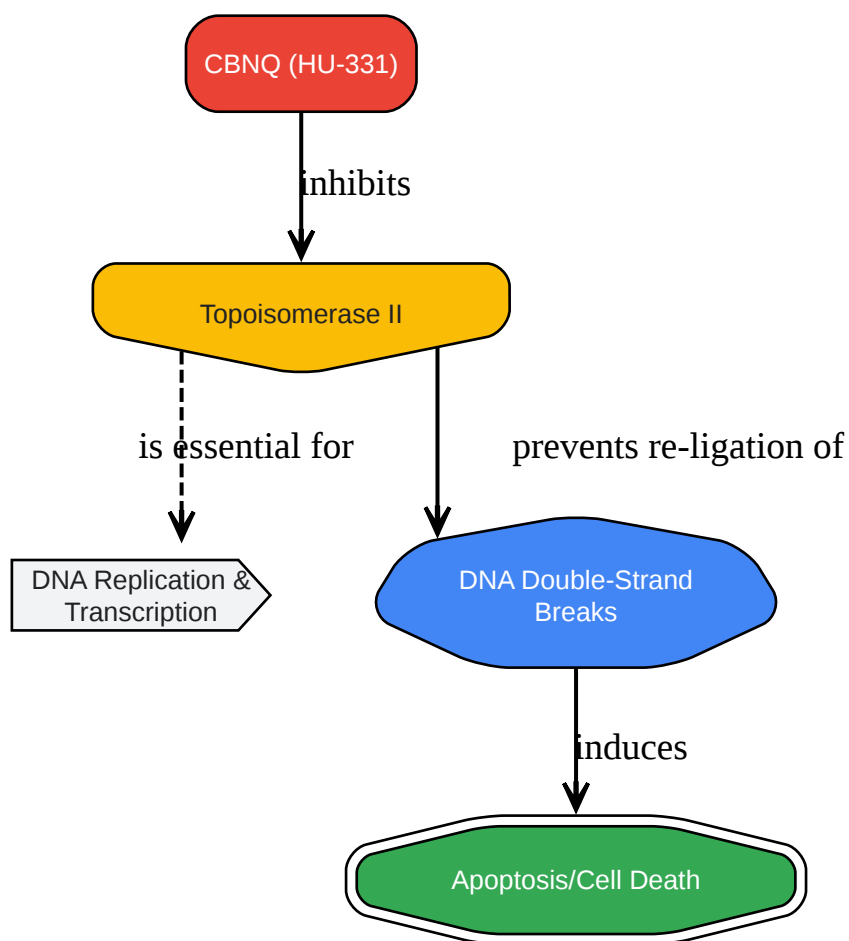 CBNQ (HU-331)
inhibits
Topoisomerase II
is essential for
prevents re-ligation of
DNA Replication &
Transcription
DNA Double-Strand
Breaks
induces
Apoptosis/Cell Death